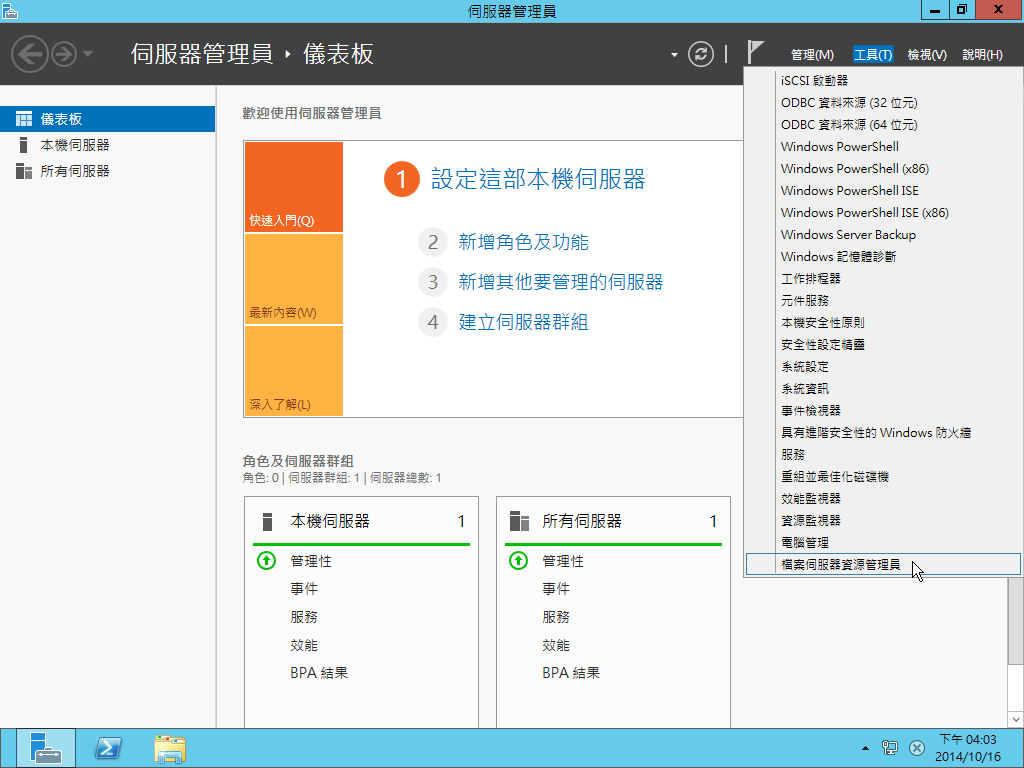 伺服器管理員
伺服器管理員 ‣ 儀表板
管理(M) 工具(T) 檢視(V) 說明(H)
儀表板
本機伺服器
所有伺服器
歡迎使用伺服器管理員
快速入門(Q)
最新內容(W)
深入了解(L)
1 設定這部本機伺服器
2 新增角色及功能
3 新增其他要管理的伺服器
4 建立伺服器群組
角色及伺服器群組
角色: 0 | 伺服器群組: 1 | 伺服器總數: 1
本機伺服器 1
管理性
事件
服務
效能
BPA 結果
所有伺服器 1
管理性
事件
服務
效能
BPA 結果
iSCSI 啟動器
ODBC 資料來源 (32 位元)
ODBC 資料來源 (64 位元)
Windows PowerShell
Windows PowerShell (x86)
Windows PowerShell ISE
Windows PowerShell ISE (x86)
Windows Server Backup
Windows 記憶體診斷
工作排程器
元件服務
本機安全性原則
安全性設定精靈
系統設定
系統資訊
事件檢視器
具有進階安全性的 Windows 防火牆
服務
重組並最佳化磁碟機
效能監視器
資源監視器
電腦管理
檔案伺服器資源管理員
下午 04:03
2014/10/16